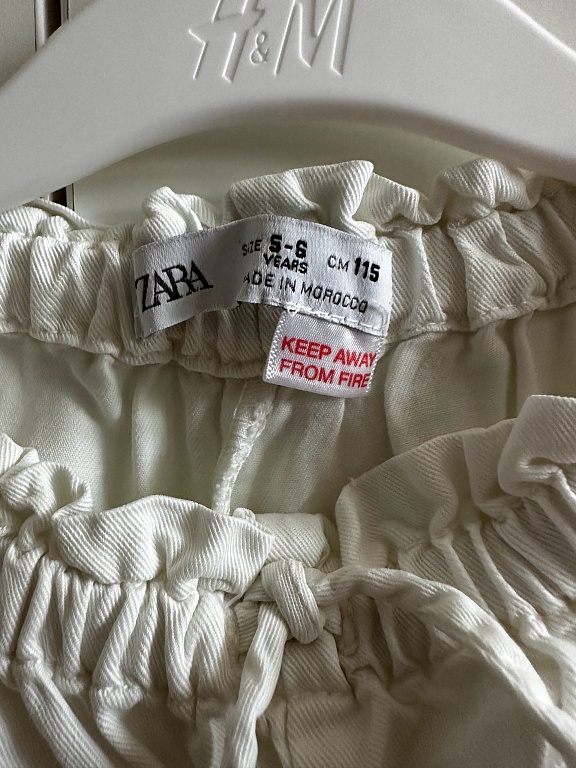 H&M
ZARA
SIZE 5-6 YEARS CM 115
MADE IN MOROCCO
KEEP AWAY
FROM FIRE